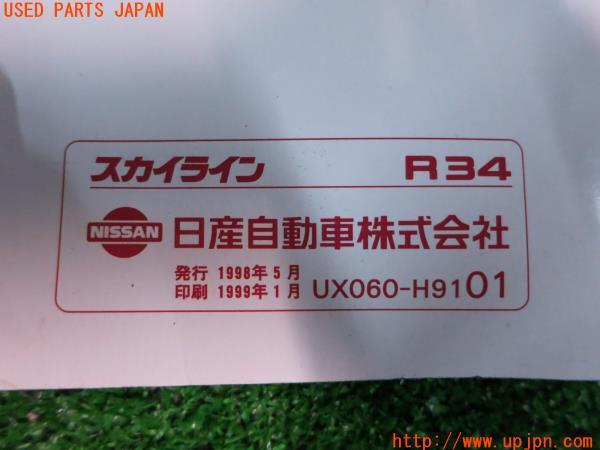 USED PARTS JAPAN
スカイライン R34
NISSAN 日産自動車株式会社
発行 1998年5月
印刷 1999年1月 UX060-H9101
http://www.upjpn.com/